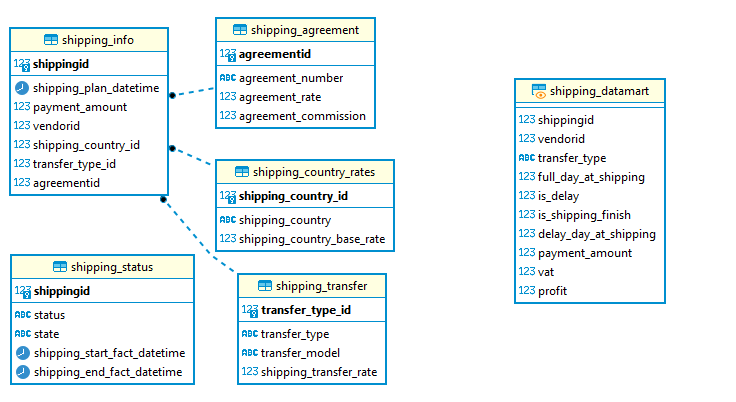 shipping_info
123 shippingid
shipping_plan_datetime
123 payment_amount
123 vendorid
123 shipping_country_id
123 transfer_type_id
123 agreementid
shipping_agreement
123 agreementid
ABC agreement_number
123 agreement_rate
123 agreement_commission
shipping_country_rates
123 shipping_country_id
ABC shipping_country
123 shipping_country_base_rate
shipping_status
123 shippingid
ABC status
ABC state
shipping_start_fact_datetime
shipping_end_fact_datetime
shipping_transfer
123 transfer_type_id
ABC transfer_type
ABC transfer_model
123 shipping_transfer_rate
shipping_datamart
123 shippingid
123 vendorid
ABC transfer_type
123 full_day_at_shipping
123 is_delay
123 is_shipping_finish
123 delay_day_at_shipping
123 payment_amount
123 vat
123 profit